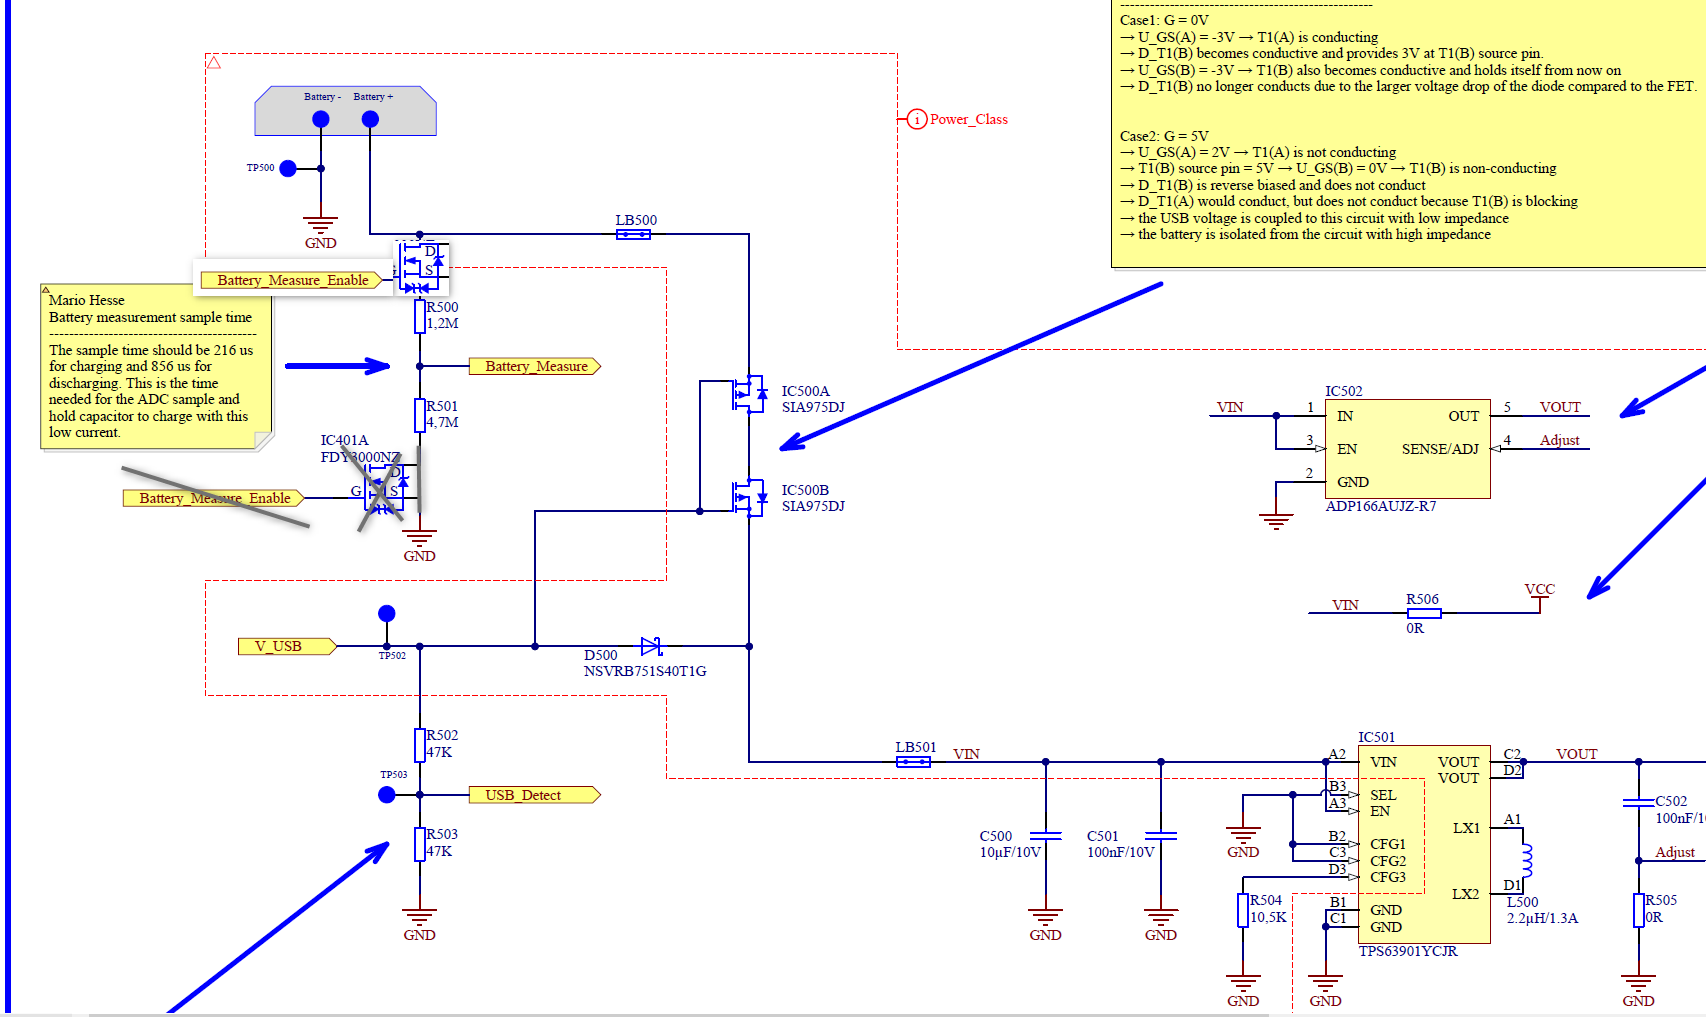 -------------------------------------------------
Case1: G = 0V
→ U_GS(A) = -3V → T1(A) is conducting
→ D_T1(B) becomes conductive and provides 3V at T1(B) source pin.
→ U_GS(B) = -3V → T1(B) also becomes conductive and holds itself from now on
→ D_T1(B) no longer conducts due to the larger voltage drop of the diode compared to the FET.
Case2: G = 5V
→ U_GS(A) = 2V → T1(A) is not conducting
→ T1(B) source pin = 5V → U_GS(B) = 0V → T1(B) is non-conducting
→ D_T1(B) is reverse biased and does not conduct
→ D_T1(A) would conduct, but does not conduct because T1(B) is blocking
→ the USB voltage is coupled to this circuit with low impedance
→ the battery is isolated from the circuit with high impedance
Battery - Battery +
TP500
GND
i Power_Class
LB500
D
S
Battery_Measure_Enable
Mario Hesse
Battery measurement sample time
-----------------------------------------
The sample time should be 216 us
for charging and 856 us for
discharging. This is the time
needed for the ADC sample and
hold capacitor to charge with this
low current.
R500
1,2M
Battery_Measure
R501
4,7M
IC401A
FDY3000NZ
D
G S
Battery_Measure_Enable
GND
IC500A
SIA975DJ
IC500B
SIA975DJ
IC502
VIN 1 IN OUT 5 VOUT
3 EN SENSE/ADJ 4 Adjust
2 GND
ADP166AUJZ-R7
VIN R506 VCC
0R
V_USB
TP502
D500
NSVRB751S40T1G
R502
47K
TP503
USB_Detect
R503
47K
GND
LB501 VIN
C500
10µF/10V
GND
C501
100nF/10V
GND
IC501
A2 VIN VOUT C2 VOUT
VOUT D2
B3 SEL
A3 EN
LX1 A1
B2 CFG1
C3 CFG2
D3 CFG3
LX2 D1
B1 GND
C1 GND
TPS63901YCJR
GND
R504
10,5K
GND
GND
L500
2.2µH/1.3A
C502
100nF/1
Adjust
R505
0R
GND